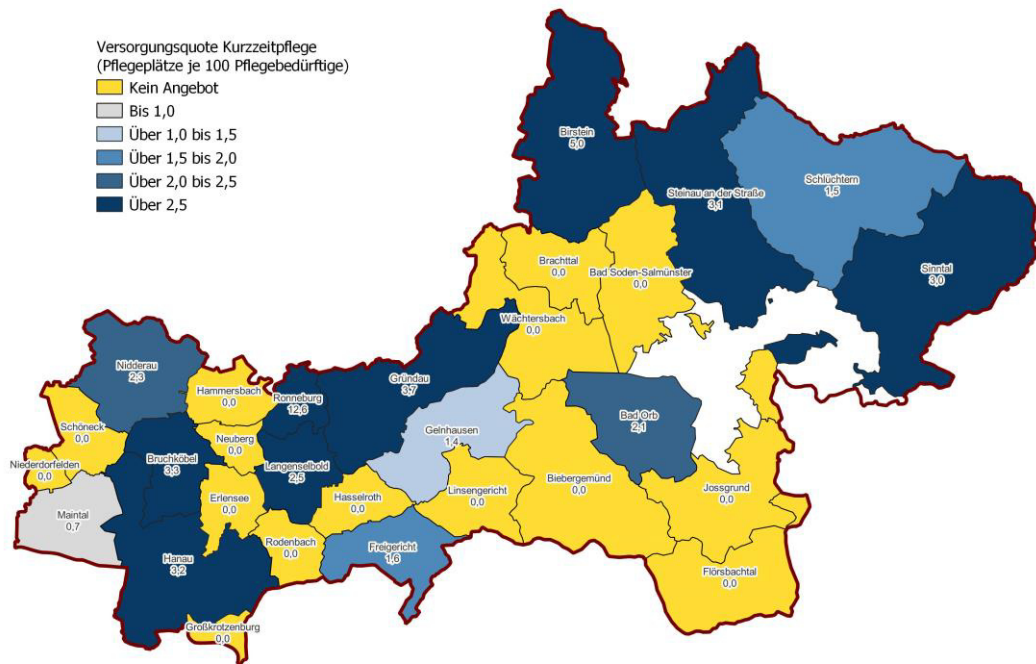 Versorgungsquote Kurzzeitpflege
(Pflegeplätze je 100 Pflegebedürftige)
Kein Angebot
Bis 1,0
Über 1,0 bis 1,5
Über 1,5 bis 2,0
Über 2,0 bis 2,5
Über 2,5
Birstein
5,0
Steinau an der Straße
3,1
Schlüchtern
1,5
Sinntal
3,0
Brachttal
0,0
Bad Soden-Salmünster
0,0
Wächtersbach
0,0
Nidderau
2,3
Hammersbach
0,0
Ronneburg
12,6
Gründau
3,7
Schöneck
0,0
Neuberg
0,0
Gelnhausen
1,4
Bad Orb
2,1
Niederdorfelden
0,0
Bruchköbel
3,3
Langenselbold
2,5
Erlensee
0,0
Hasselroth
0,0
Linsengericht
0,0
Biebergemünd
0,0
Jossgrund
0,0
Maintal
0,7
Rodenbach
0,0
Freigericht
1,6
Hanau
3,2
Flörsbachtal
0,0
Großkrotzenburg
0,0